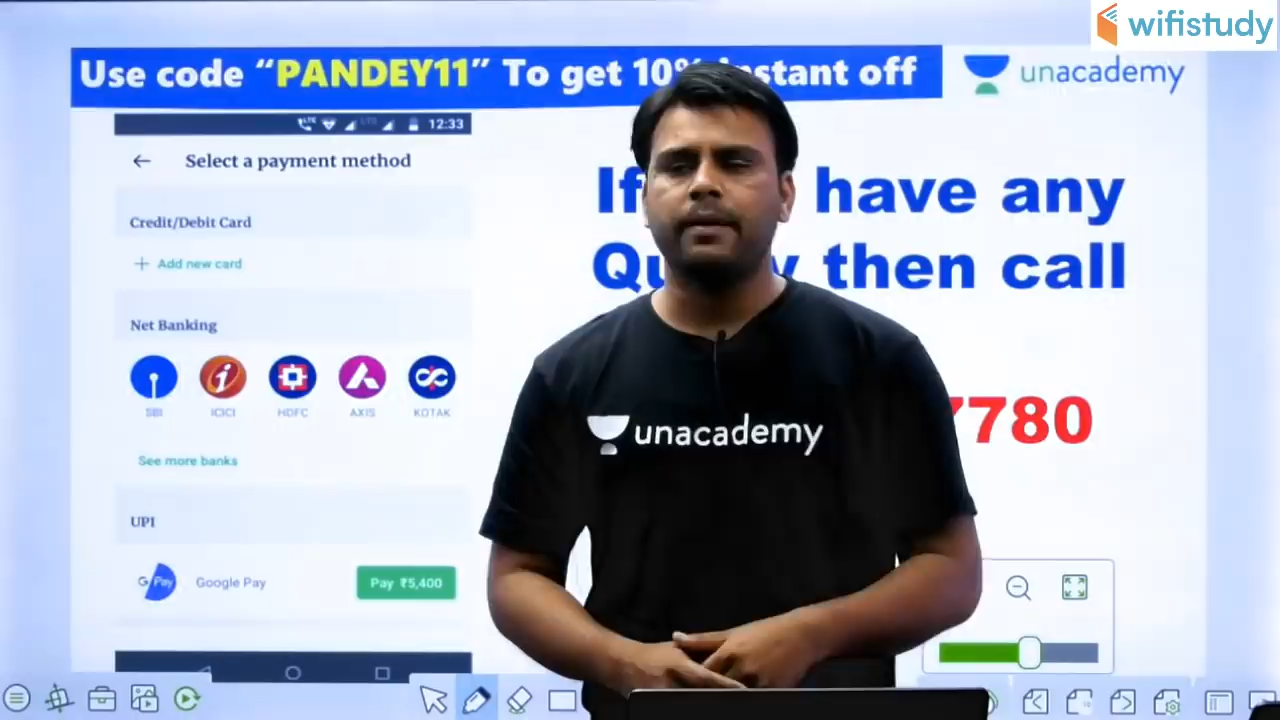 wifistudy
Use code “PANDEY11” To get 10% instant off
unacademy
12:33
Select a payment method
Credit/Debit Card
+ Add new card
Net Banking
SBI ICICI HDFC AXIS KOTAK
See more banks
UPI
G Pay Google Pay Pay ₹5,400
If have any
then call
7780
unacademy